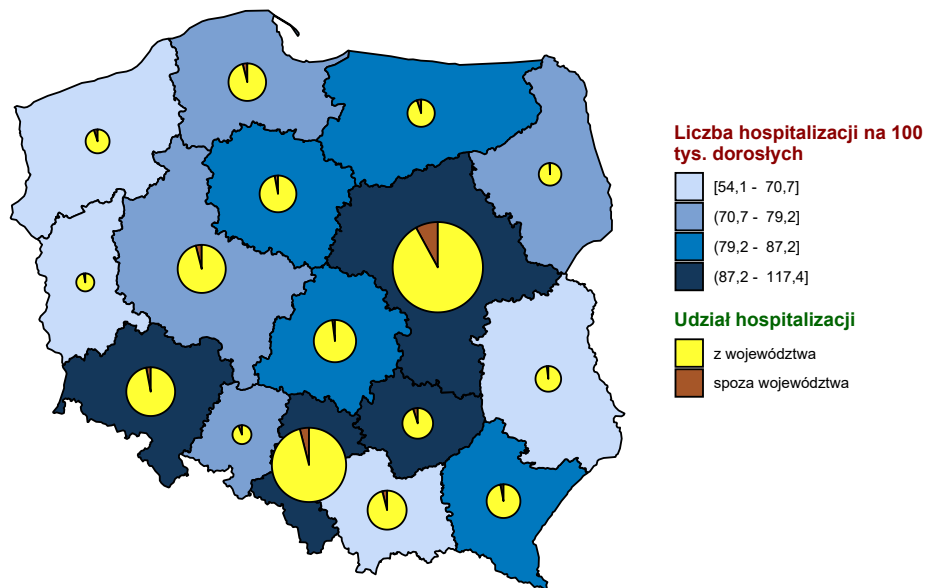 Liczba hospitalizacji na 100
tys. dorosłych
[54,1 - 70,7]
(70,7 - 79,2]
(79,2 - 87,2]
(87,2 - 117,4]
Udział hospitalizacji
z województwa
spoza województwa